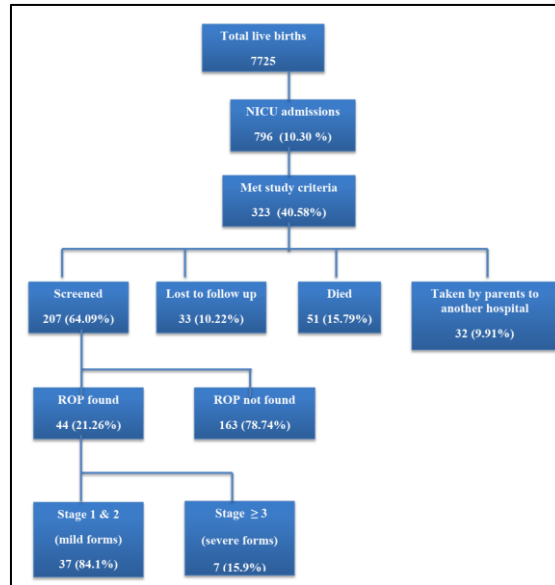 Total live births
7725
NICU admissions
796 (10.30 %)
Met study criteria
323 (40.58%)
Screened
207 (64.09%)
Lost to follow up
33 (10.22%)
Died
51 (15.79%)
Taken by parents to
another hospital
32 (9.91%)
ROP found
44 (21.26%)
ROP not found
163 (78.74%)
Stage 1 & 2
(mild forms)
37 (84.1%)
Stage ≥ 3
(severe forms)
7 (15.9%)